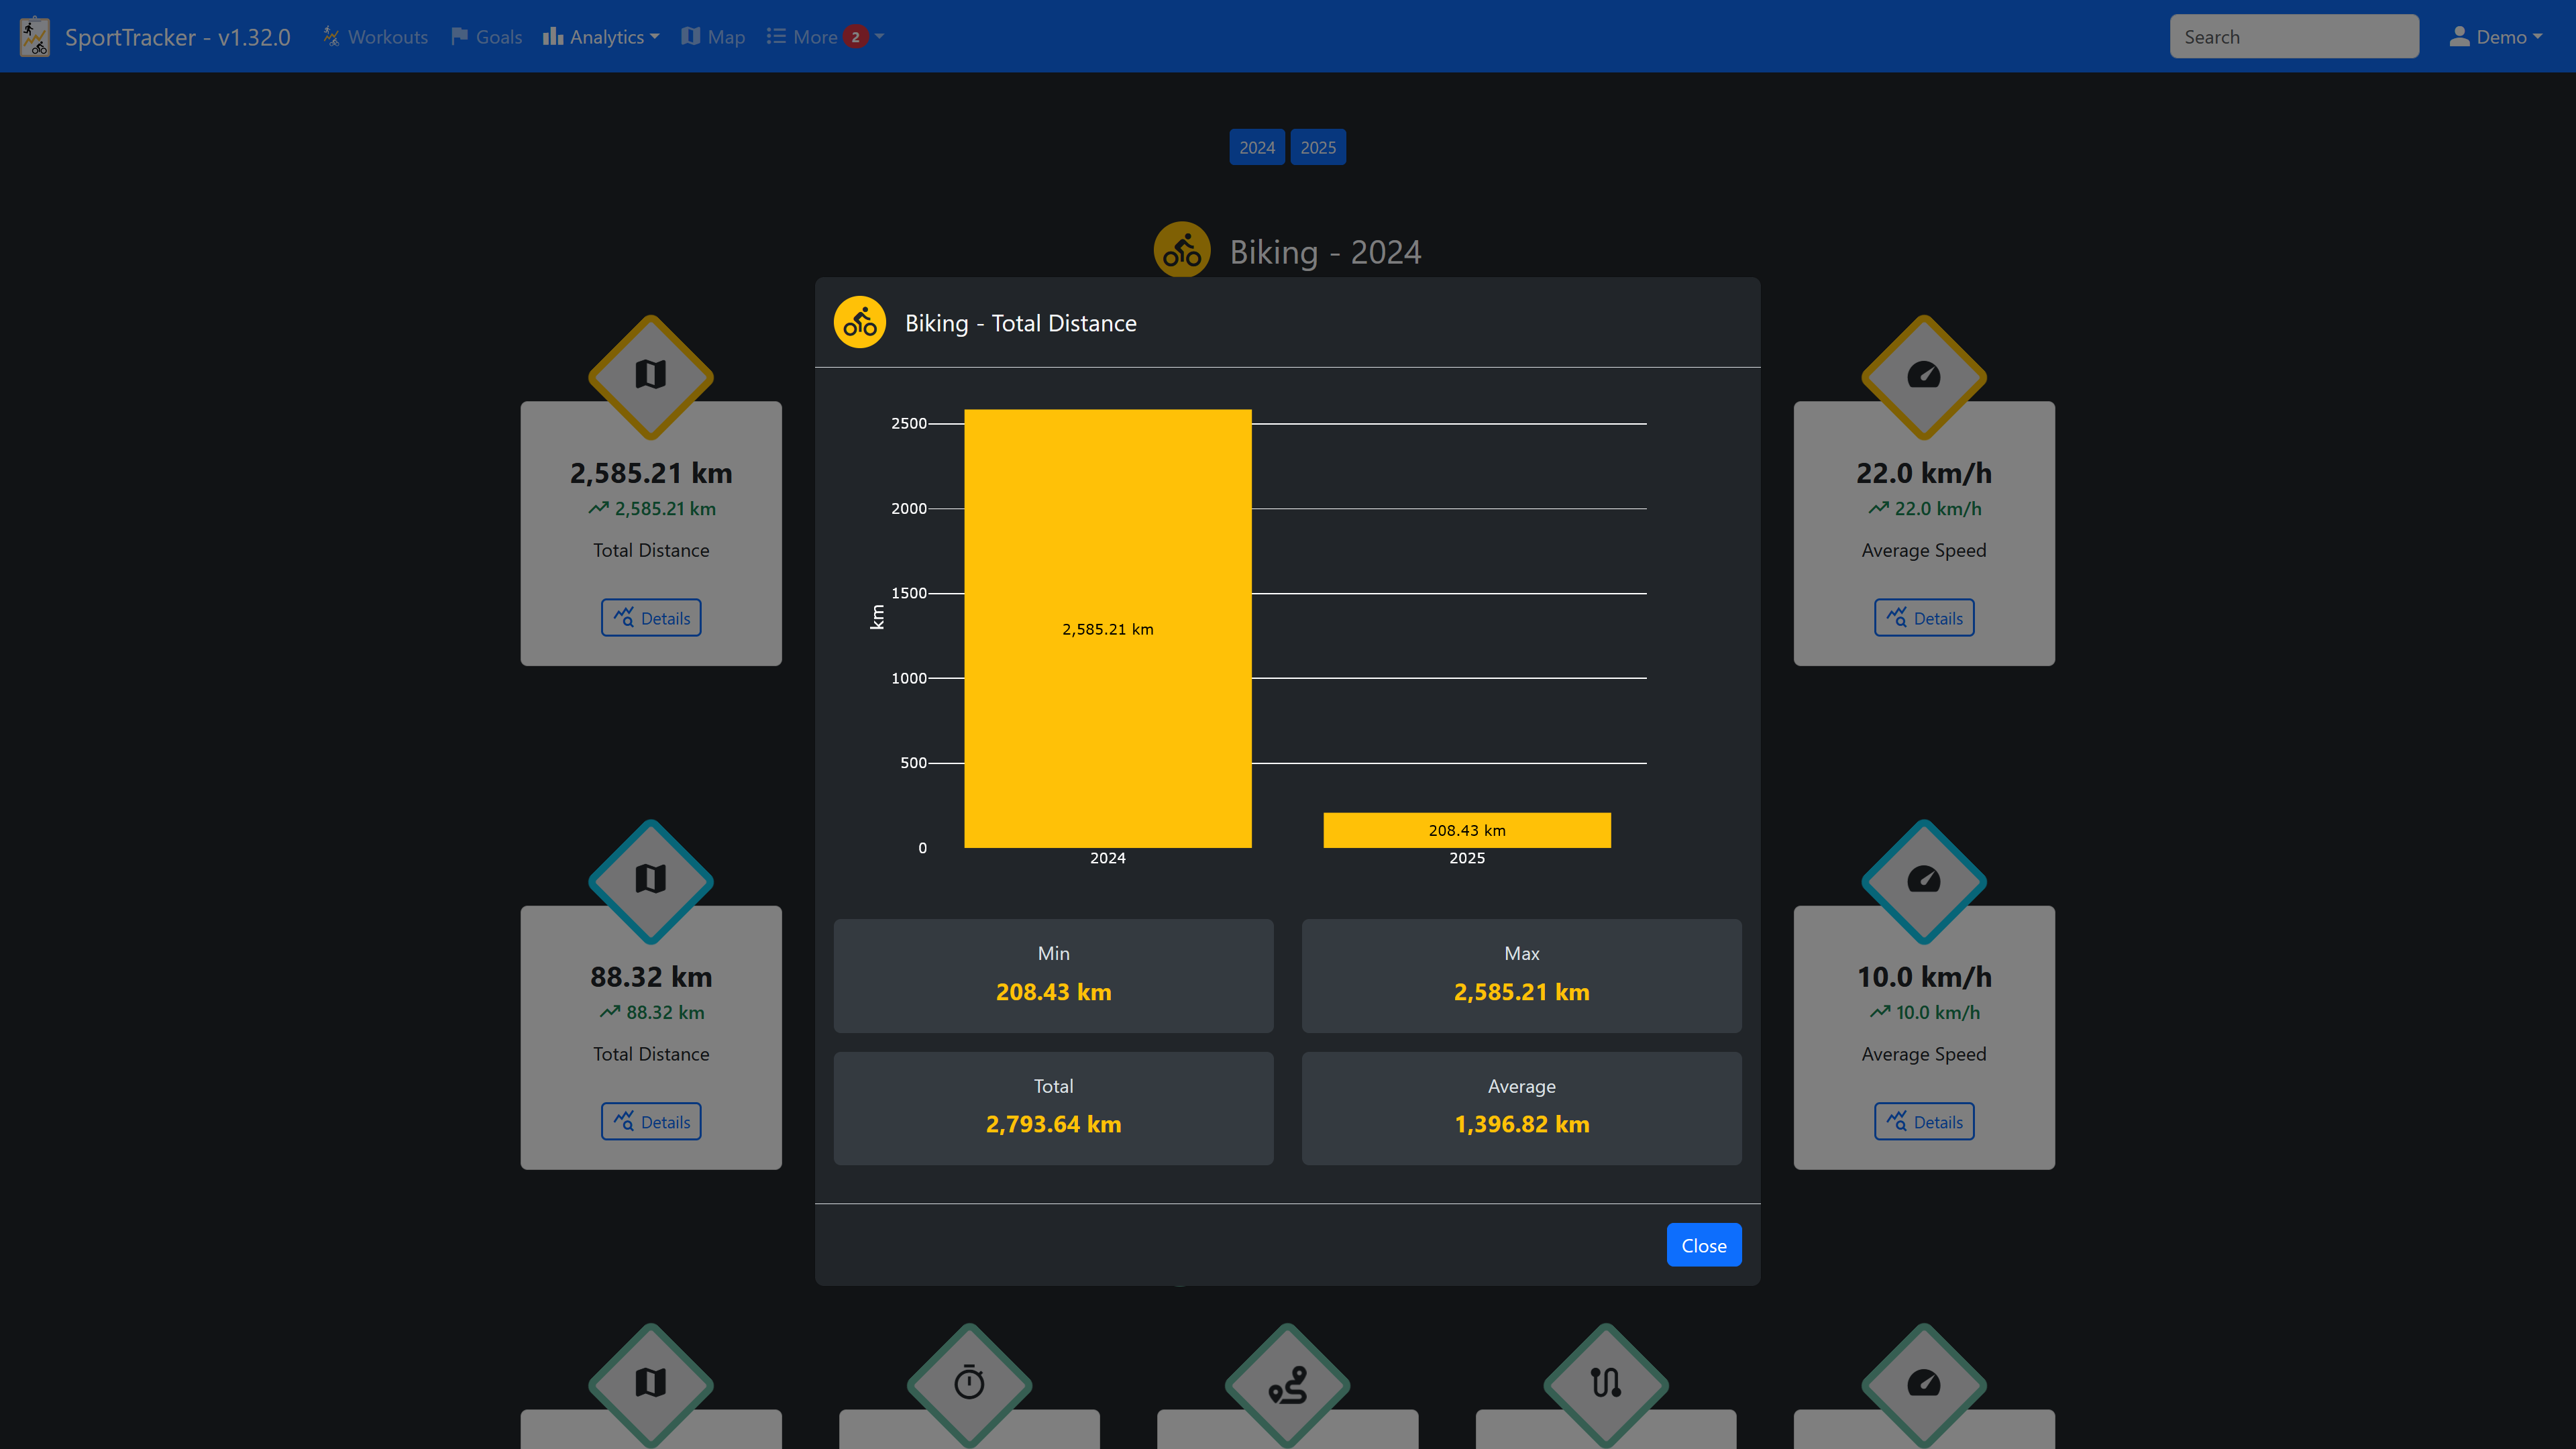 SportTracker - v1.32.0 Workouts Goals Analytics Map More 2 Search Demo
2024 2025
Biking - 2024
Biking - Total Distance
2,585.21 km
2,585.21 km
Total Distance
Details
22.0 km/h
22.0 km/h
Average Speed
Details
km
2500
2000
1500
1000
500
0
2,585.21 km
208.43 km
2024 2025
Min
208.43 km
Max
2,585.21 km
Total
2,793.64 km
Average
1,396.82 km
88.32 km
88.32 km
Total Distance
Details
10.0 km/h
10.0 km/h
Average Speed
Details
Close